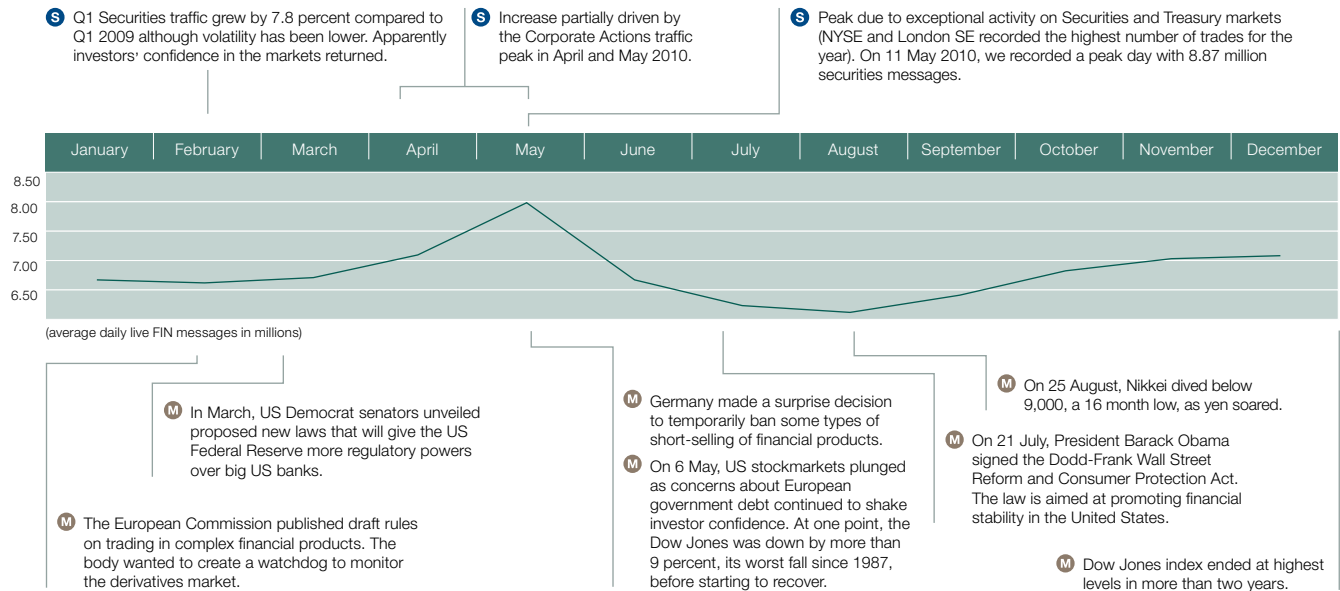 S Q1 Securities traffic grew by 7.8 percent compared to
Q1 2009 although volatility has been lower. Apparently
investors' confidence in the markets returned.
S Increase partially driven by
the Corporate Actions traffic
peak in April and May 2010.
S Peak due to exceptional activity on Securities and Treasury markets
(NYSE and London SE recorded the highest number of trades for the
year). On 11 May 2010, we recorded a peak day with 8.87 million
securities messages.
January February March April May June July August September October November December
8.50
8.00
7.50
7.00
6.50
(average daily live FIN messages in millions)
M In March, US Democrat senators unveiled
proposed new laws that will give the US
Federal Reserve more regulatory powers
over big US banks.
M The European Commission published draft rules
on trading in complex financial products. The
body wanted to create a watchdog to monitor
the derivatives market.
M Germany made a surprise decision
to temporarily ban some types of
short-selling of financial products.
M On 6 May, US stockmarkets plunged
as concerns about European
government debt continued to shake
investor confidence. At one point, the
Dow Jones was down by more than
9 percent, its worst fall since 1987,
before starting to recover.
M On 25 August, Nikkei dived below
9,000, a 16 month low, as yen soared.
M On 21 July, President Barack Obama
signed the Dodd-Frank Wall Street
Reform and Consumer Protection Act.
The law is aimed at promoting financial
stability in the United States.
M Dow Jones index ended at highest
levels in more than two years.